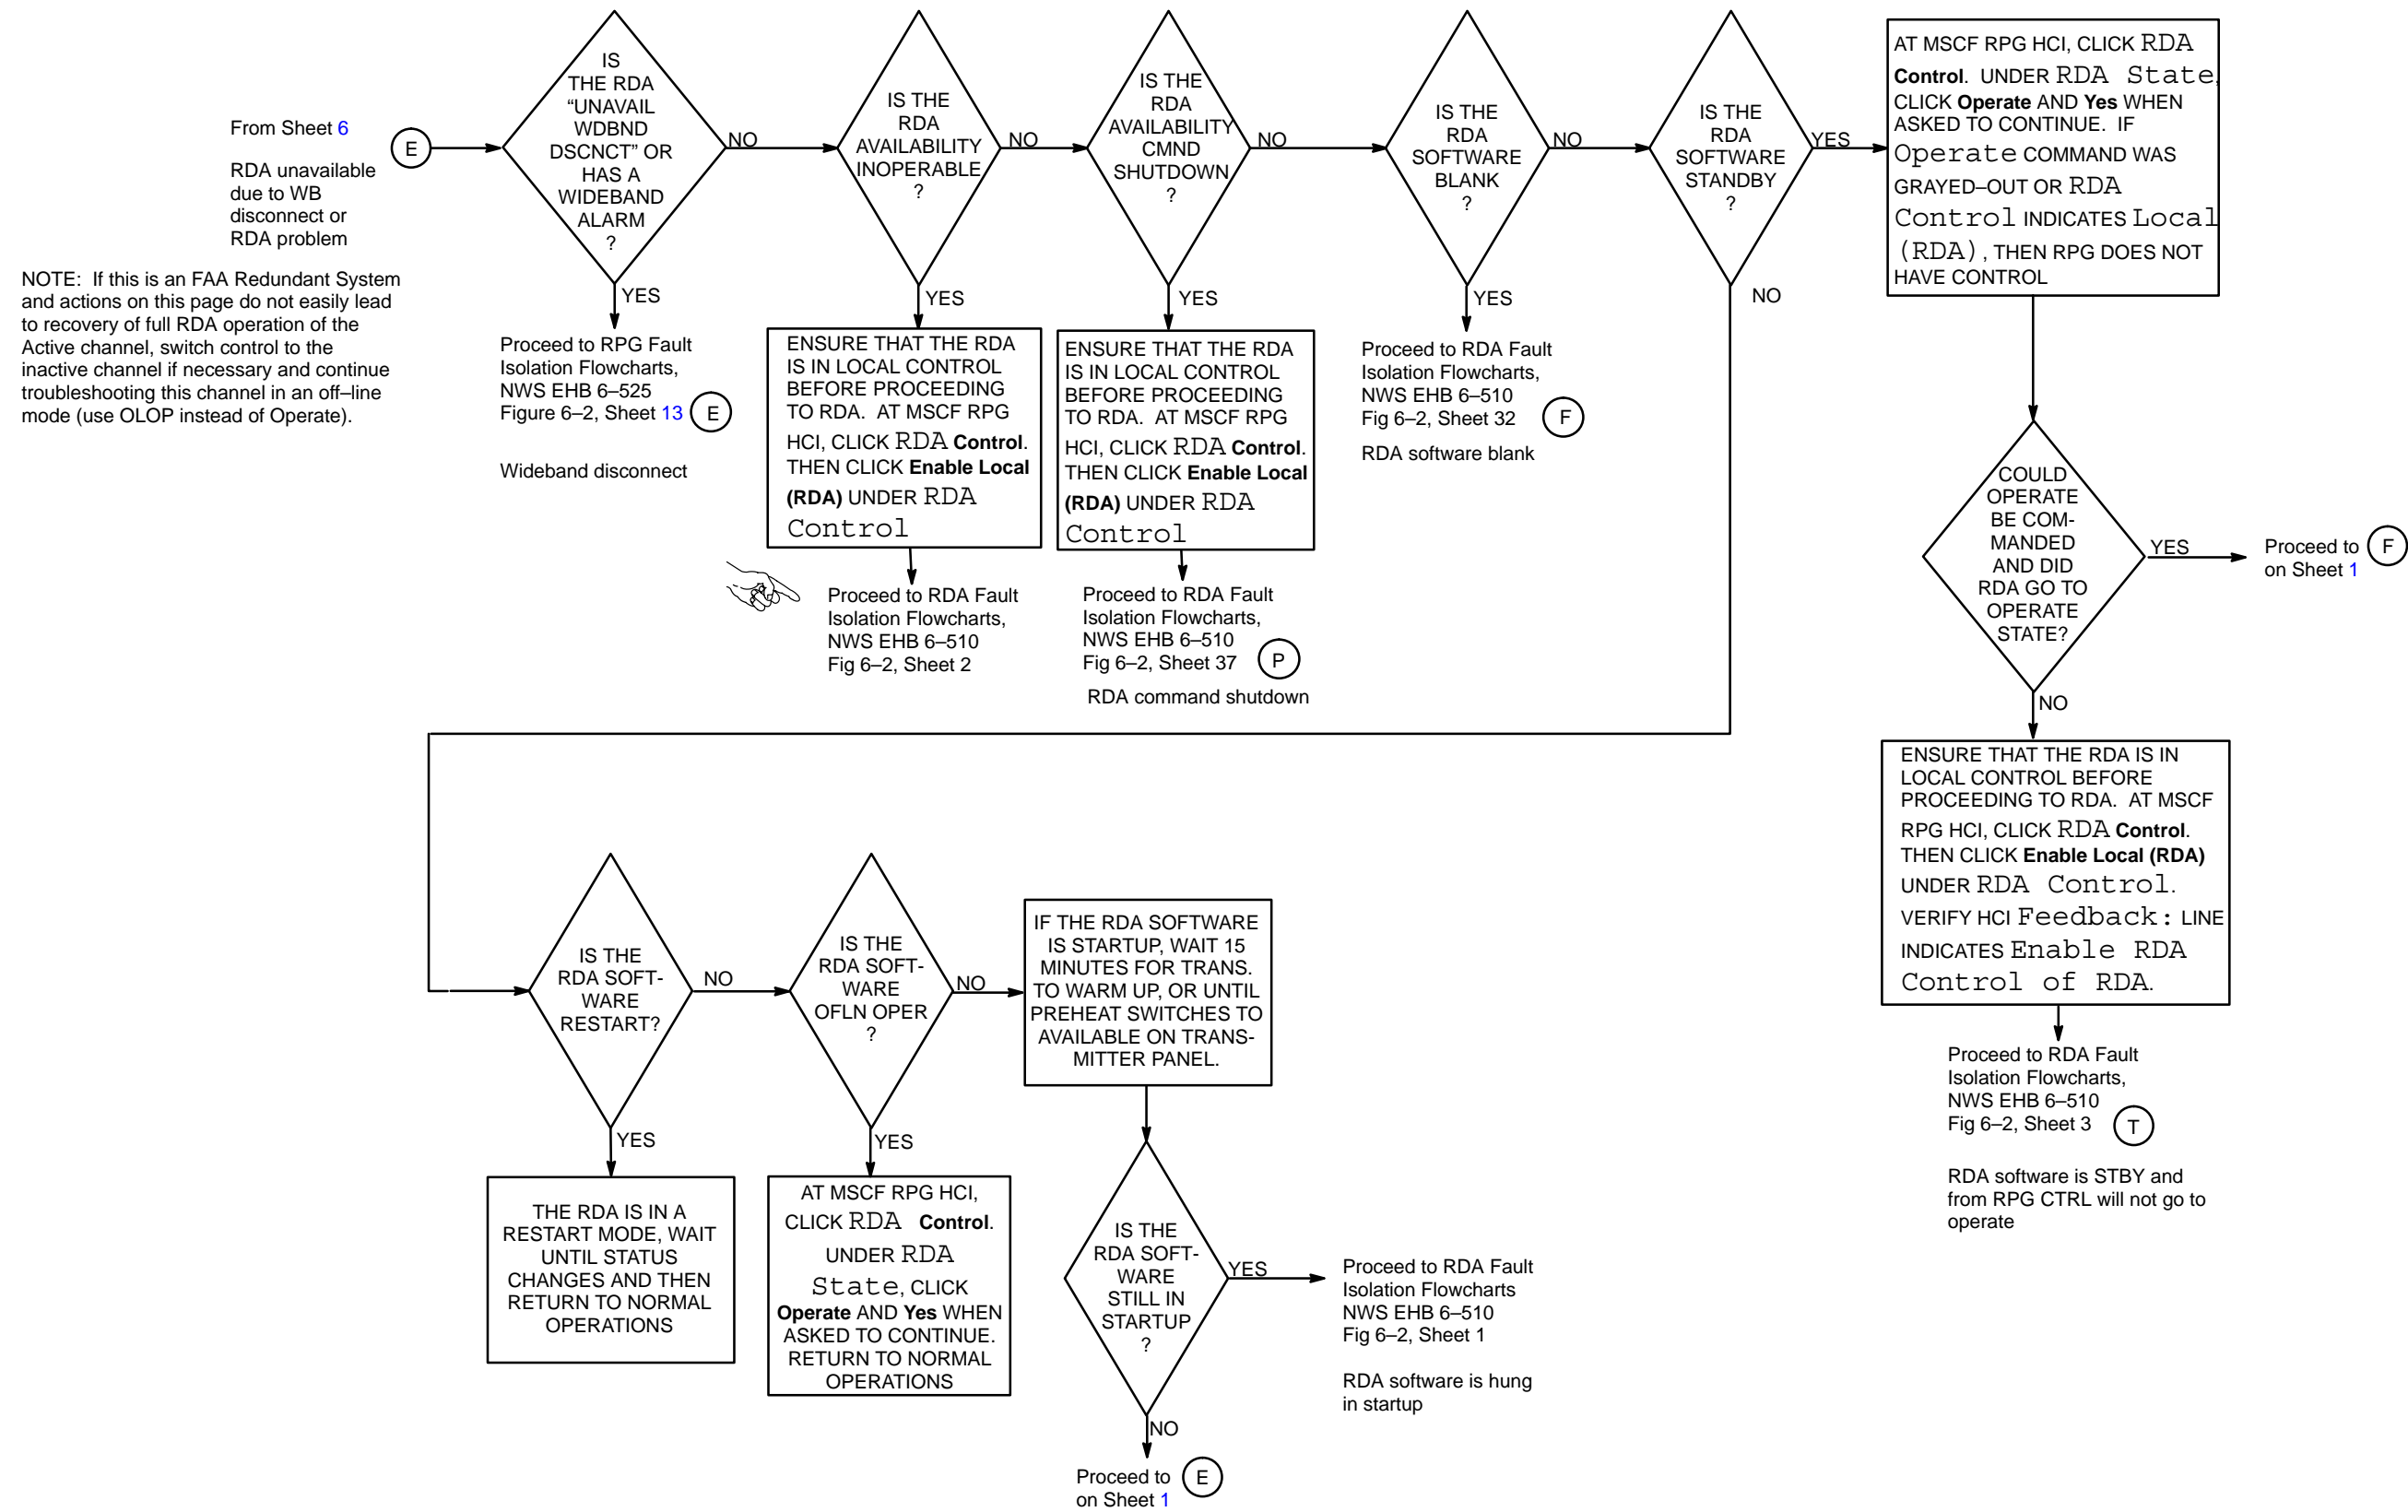 From Sheet 6
RDA unavailable
due to WB
disconnect or
RDA problem
E
NOTE:  If this is an FAA Redundant System
and actions on this page do not easily lead
to recovery of full RDA operation of the
Active channel, switch control to the
inactive channel if necessary and continue
troubleshooting this channel in an off–line
mode (use OLOP instead of Operate).
IS
THE RDA
“UNAVAIL
WDBND
DSCNCT” OR
HAS A
WIDEBAND
ALARM
?
NO
YES
Proceed to RPG Fault
Isolation Flowcharts,
NWS EHB 6–525
Figure 6–2, Sheet 13
E
Wideband disconnect
IS THE
RDA
AVAILABILITY
INOPERABLE
?
NO
YES
ENSURE THAT THE RDA
IS IN LOCAL CONTROL
BEFORE PROCEEDING
TO RDA.  AT MSCF RPG
HCI, CLICK RDA Control.
THEN CLICK Enable Local
(RDA) UNDER RDA
Control
Proceed to RDA Fault
Isolation Flowcharts,
NWS EHB 6–510
Fig 6–2, Sheet 2
IS THE
RDA
AVAILABILITY
CMND
SHUTDOWN
?
NO
YES
ENSURE THAT THE RDA
IS IN LOCAL CONTROL
BEFORE PROCEEDING
TO RDA.  AT MSCF RPG
HCI, CLICK RDA Control.
THEN CLICK Enable Local
(RDA) UNDER RDA
Control
Proceed to RDA Fault
Isolation Flowcharts,
NWS EHB 6–510
Fig 6–2, Sheet 37
P
RDA command shutdown
IS THE
RDA
SOFTWARE
BLANK
?
NO
YES
Proceed to RDA Fault
Isolation Flowcharts,
NWS EHB 6–510
Fig 6–2, Sheet 32
F
RDA software blank
IS THE
RDA
SOFTWARE
STANDBY
?
YES
NO
AT MSCF RPG HCI, CLICK RDA
Control.  UNDER RDA State,
CLICK Operate AND Yes WHEN
ASKED TO CONTINUE.  IF
Operate COMMAND WAS
GRAYED–OUT OR RDA
Control INDICATES Local
(RDA), THEN RPG DOES NOT
HAVE CONTROL
COULD
OPERATE
BE COM-
MANDED
AND DID
RDA GO TO
OPERATE
STATE?
YES
Proceed to
on Sheet 1
F
NO
ENSURE THAT THE RDA IS IN
LOCAL CONTROL BEFORE
PROCEEDING TO RDA.  AT MSCF
RPG HCI, CLICK RDA Control.
THEN CLICK Enable Local (RDA)
UNDER RDA Control.
VERIFY HCI Feedback: LINE
INDICATES Enable RDA
Control of RDA.
Proceed to RDA Fault
Isolation Flowcharts,
NWS EHB 6–510
Fig 6–2, Sheet 3
T
RDA software is STBY and
from RPG CTRL will not go to
operate
IS THE
RDA SOFT-
WARE
RESTART?
NO
YES
THE RDA IS IN A
RESTART MODE, WAIT
UNTIL STATUS
CHANGES AND THEN
RETURN TO NORMAL
OPERATIONS
IS THE
RDA SOFT-
WARE
OFLN OPER
?
NO
YES
AT MSCF RPG HCI,
CLICK RDA  Control.
UNDER RDA
State, CLICK
Operate AND Yes WHEN
ASKED TO CONTINUE.
RETURN TO NORMAL
OPERATIONS
IF THE RDA SOFTWARE
IS STARTUP, WAIT 15
MINUTES FOR TRANS.
TO WARM UP, OR UNTIL
PREHEAT SWITCHES TO
AVAILABLE ON TRANS-
MITTER PANEL.
IS THE
RDA SOFT-
WARE
STILL IN
STARTUP
?
YES
Proceed to RDA Fault
Isolation Flowcharts
NWS EHB 6–510
Fig 6–2, Sheet 1
RDA software is hung
in startup
NO
Proceed to
on Sheet 1
E